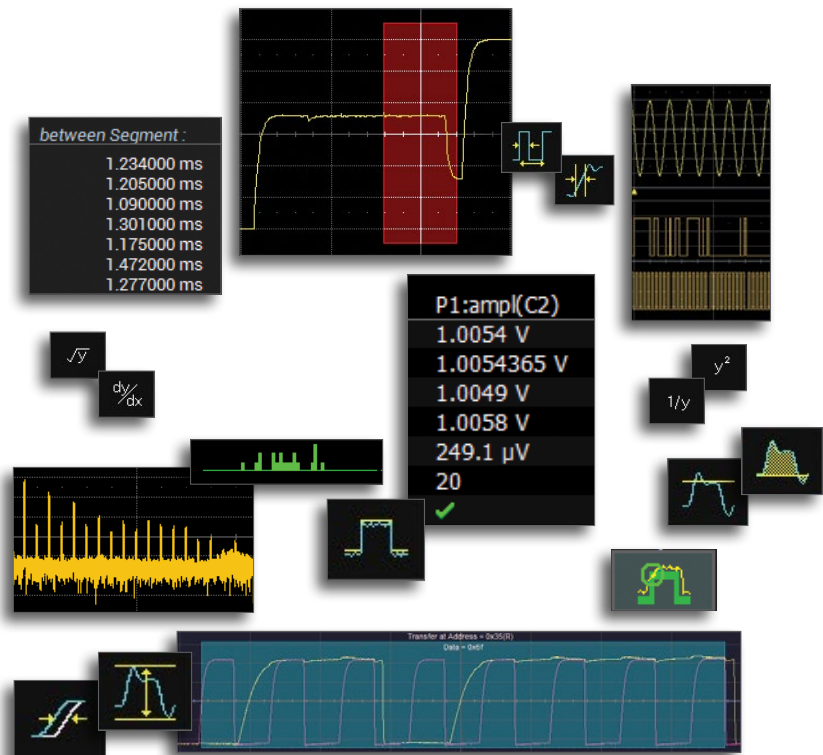 between Segment :
1.234000 ms
1.205000 ms
1.090000 ms
1.301000 ms
1.175000 ms
1.472000 ms
1.277000 ms
P1:ampl(C2)
1.0054 V
1.0054365 V
1.0049 V
1.0058 V
249.1 µV
20
√y
dy/dx
y²
1/y
Transfer at Address = 0x35(R)
Data = 0x6f